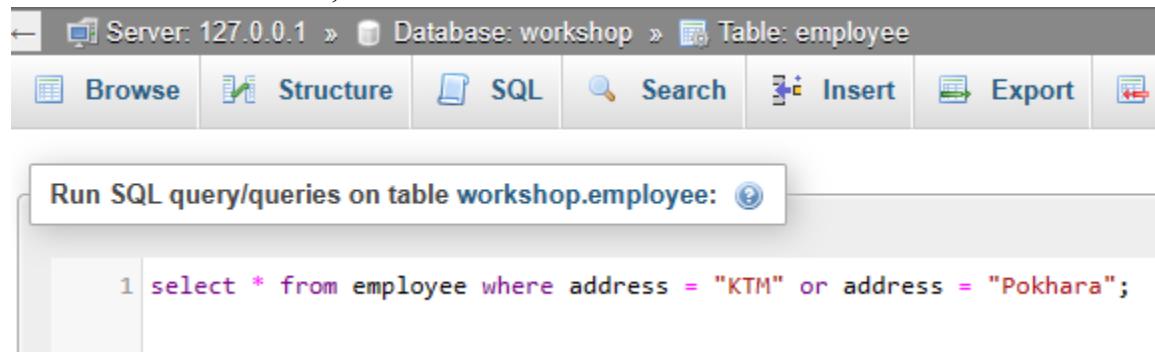 Server: 127.0.0.1 » Database: workshop » Table: employee
Browse Structure SQL Search Insert Export
Run SQL query/queries on table workshop.employee:
1 select * from employee where address = "KTM" or address = "Pokhara";